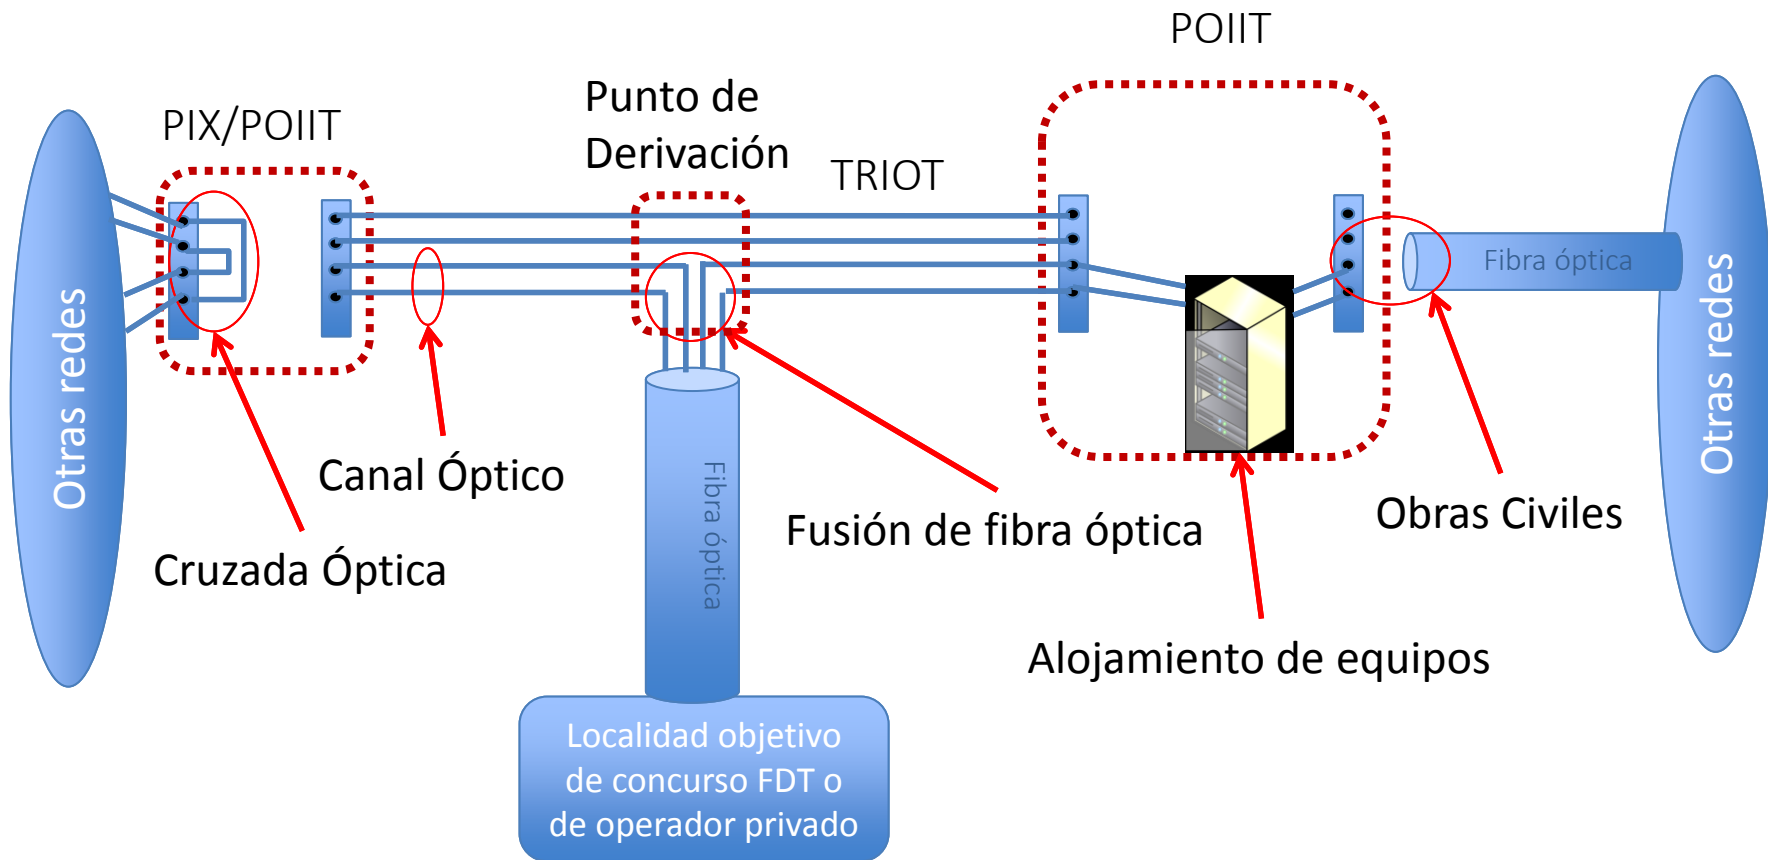 POIIT
Punto de
Derivación
PIX/POIIT
TRIOT
Otras redes
Fibra óptica
Otras redes
Canal Óptico
Fibra óptica
Fusión de fibra óptica
Obras Civiles
Cruzada Óptica
Alojamiento de equipos
Localidad objetivo
de concurso FDT o
de operador privado